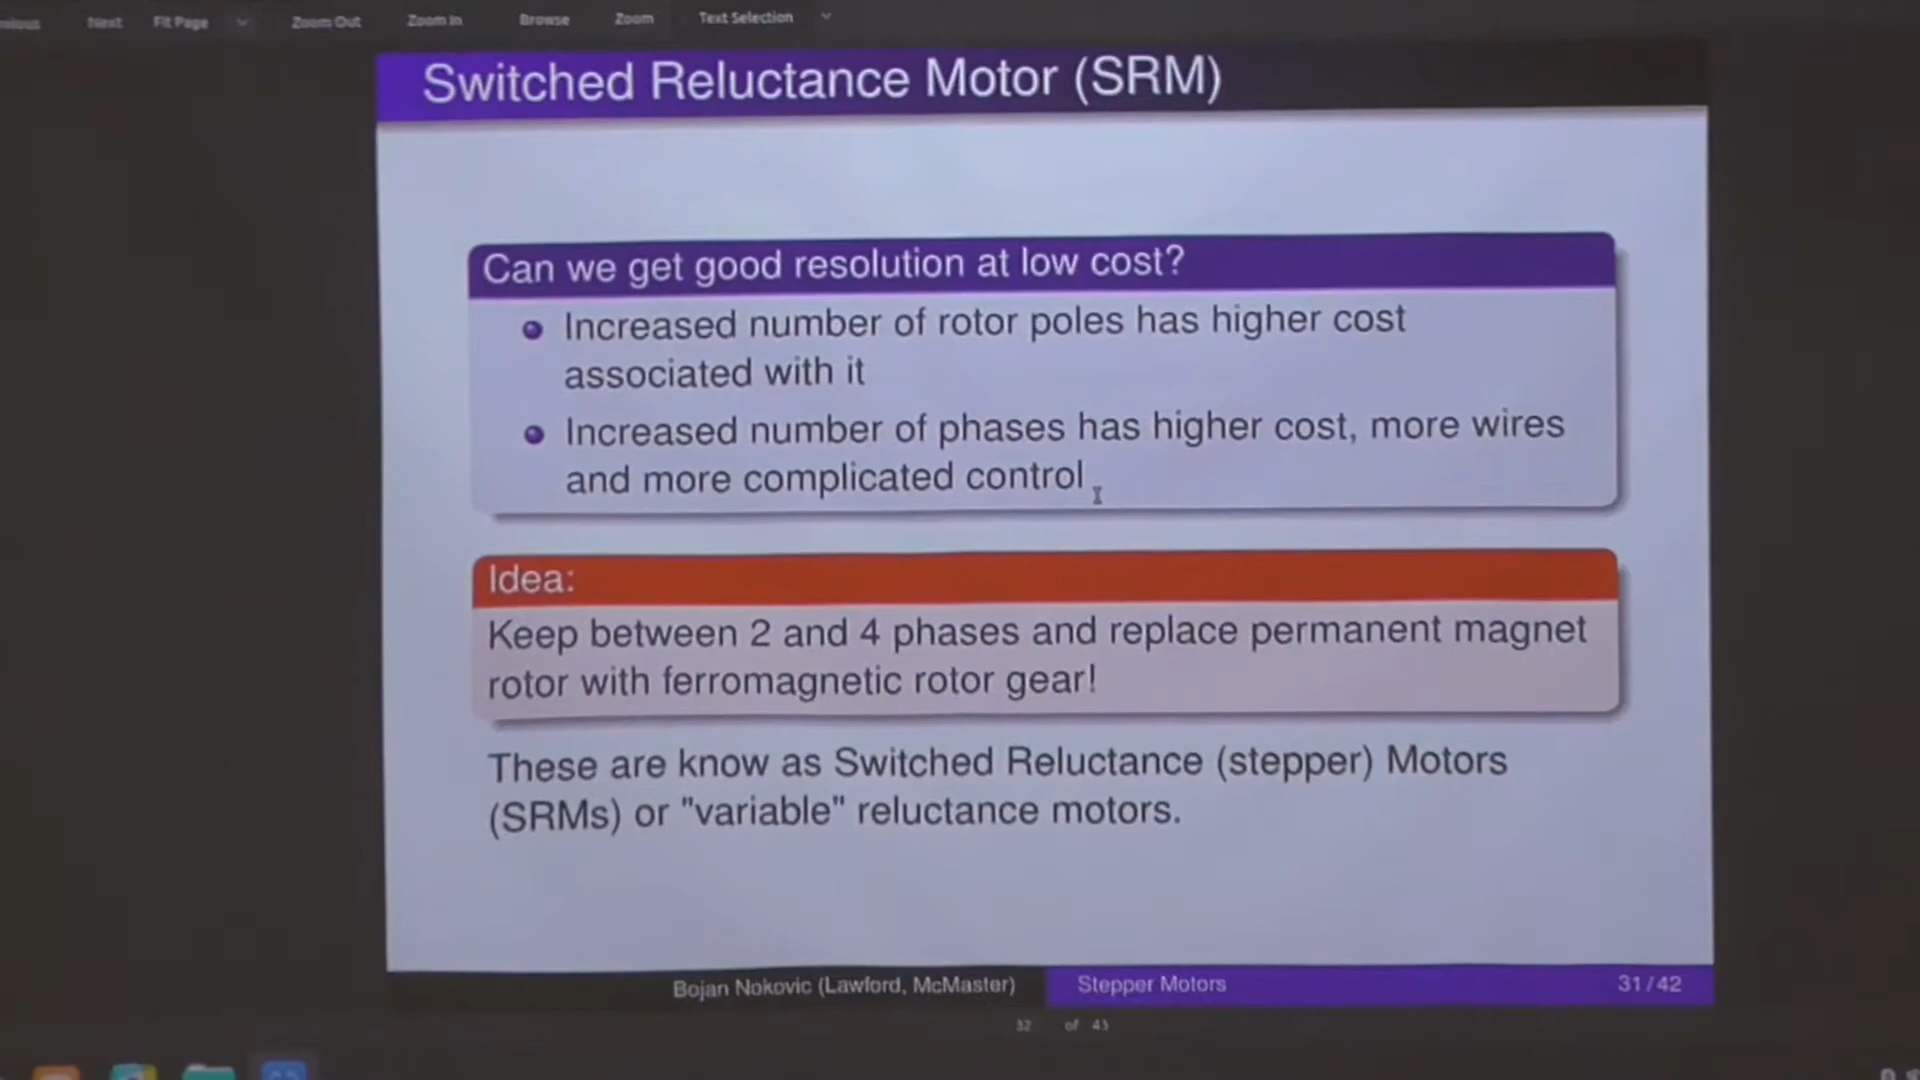 Next Fit Page Zoom Out Zoom In Browse Zoom Text Selection
Switched Reluctance Motor (SRM)
Can we get good resolution at low cost?
Increased number of rotor poles has higher cost
associated with it
Increased number of phases has higher cost, more wires
and more complicated control
Idea:
Keep between 2 and 4 phases and replace permanent magnet
rotor with ferromagnetic rotor gear!
These are know as Switched Reluctance (stepper) Motors
(SRMs) or "variable" reluctance motors.
Bojan Nokovic (Lawford, McMaster) Stepper Motors 31/42
32 of 43